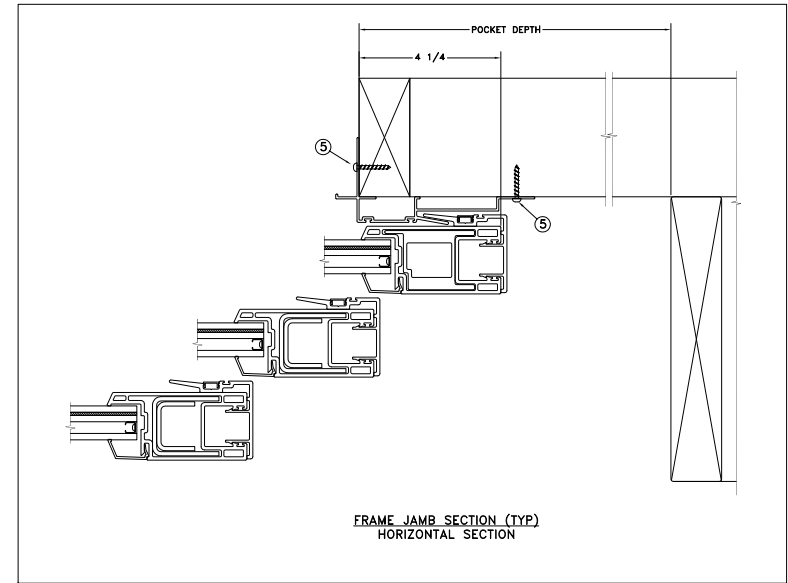 POCKET DEPTH
4 1/4
5
5
FRAME JAMB SECTION (TYP)
HORIZONTAL SECTION